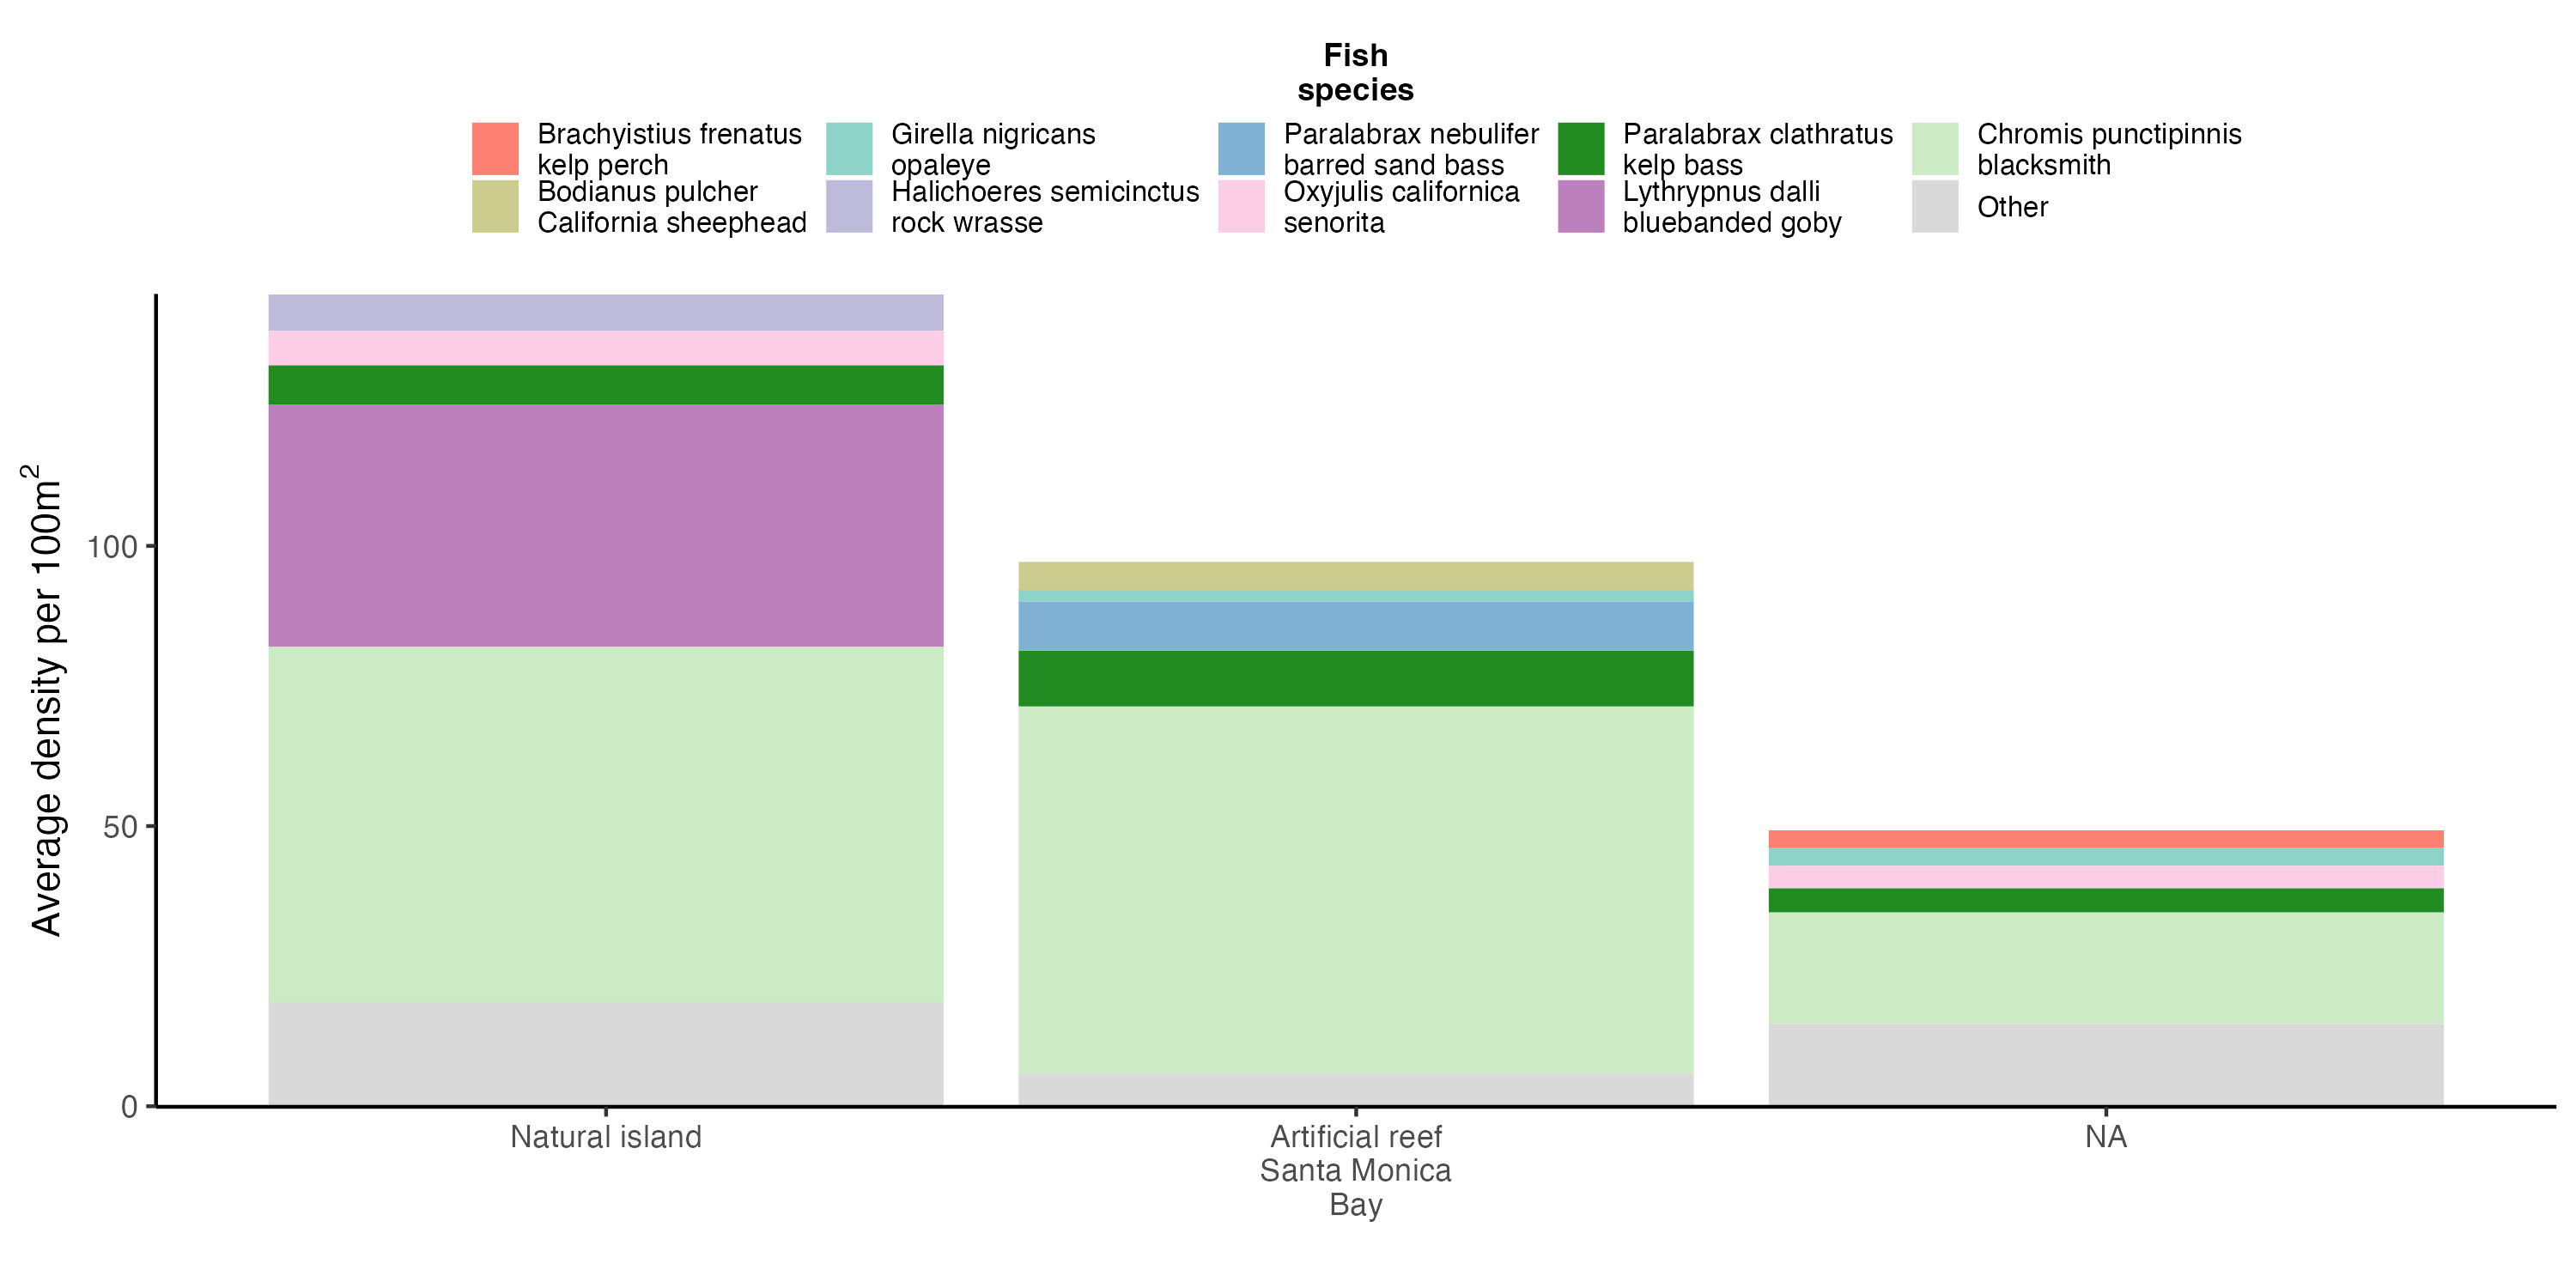 Fish
species
Brachyistius frenatus
kelp perch
Girella nigricans
opaleye
Paralabrax nebulifer
barred sand bass
Paralabrax clathratus
kelp bass
Chromis punctipinnis
blacksmith
Bodianus pulcher
California sheephead
Halichoeres semicinctus
rock wrasse
Oxyjulis californica
senorita
Lythrypnus dalli
bluebanded goby
Other
Average density per 100m²
100
50
0
Natural island
Artificial reef
Santa Monica
Bay
NA